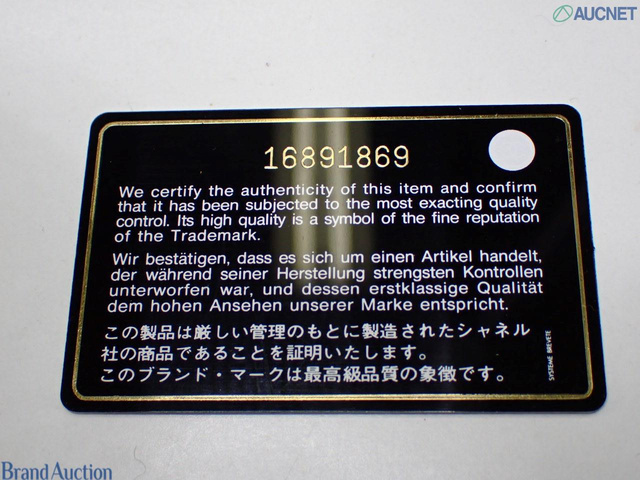 AUCNET
16891869
We certify the authenticity of this item and confirm
that it has been subjected to the most exacting quality
control. Its high quality is a symbol of the fine reputation
of the Trademark.
Wir bestätigen, dass es sich um einen Artikel handelt,
der während seiner Herstellung strengsten Kontrollen
unterworfen war, und dessen erstklassige Qualität
dem hohen Ansehen unserer Marke entspricht.
この製品は厳しい管理のもとに製造されたシャネル
社の商品であることを証明いたします。
このブランド・マークは最高級品質の象徴です。
SYSTEME BREVETE
Brand Auction